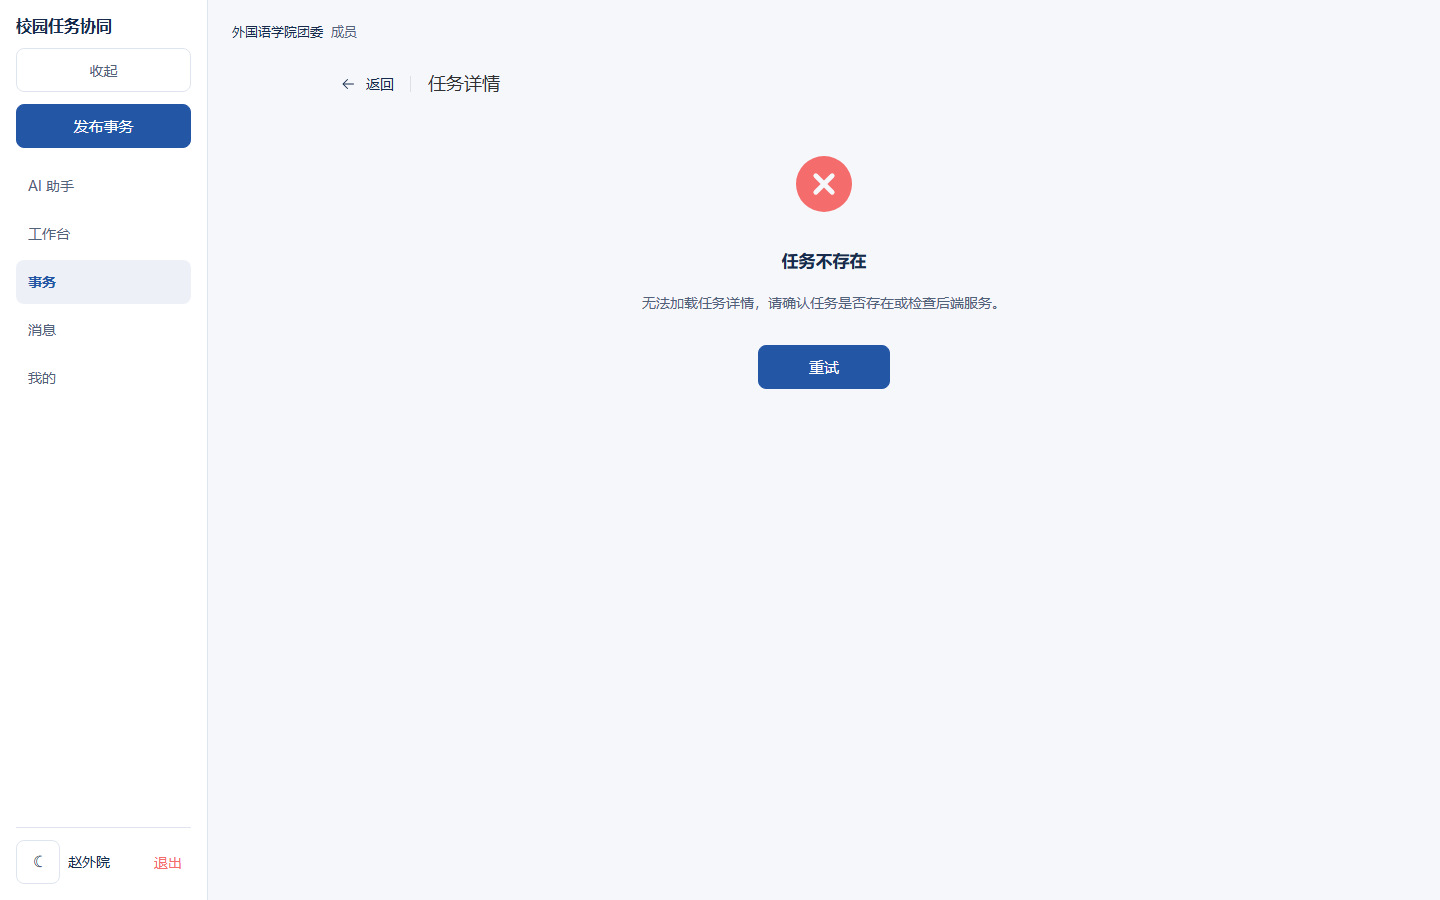 校园任务协同
收起
发布事务
AI 助手
工作台
事务
消息
我的
赵外院
退出
外国语学院团委 成员
返回
任务详情
任务不存在
无法加载任务详情，请确认任务是否存在或检查后端服务。
重试